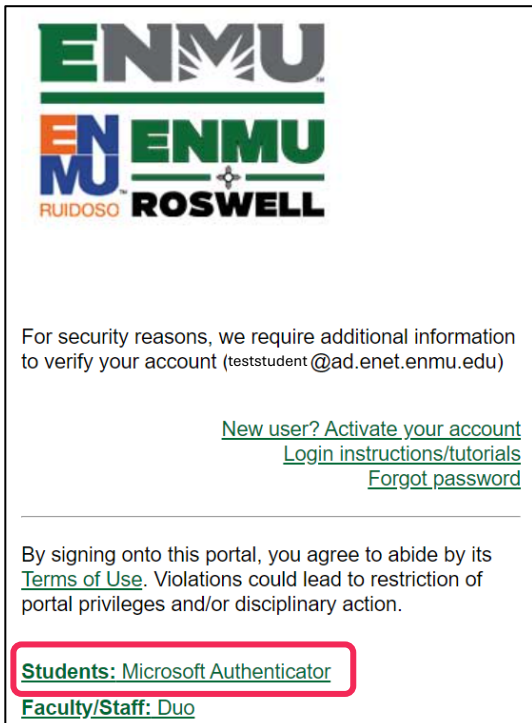 ENMU™
EN
MU™
RUIDOSO
ENMU
ROSWELL
For security reasons, we require additional information
to verify your account (teststudent@ad.enet.enmu.edu)
New user? Activate your account
Login instructions/tutorials
Forgot password
By signing onto this portal, you agree to abide by its
Terms of Use. Violations could lead to restriction of
portal privileges and/or disciplinary action.
Students: Microsoft Authenticator
Faculty/Staff: Duo